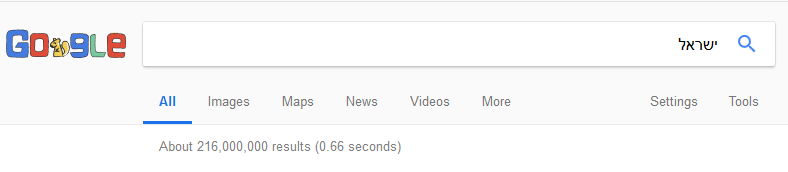 Google
ישראל
All Images Maps News Videos More Settings Tools
About 216,000,000 results (0.66 seconds)